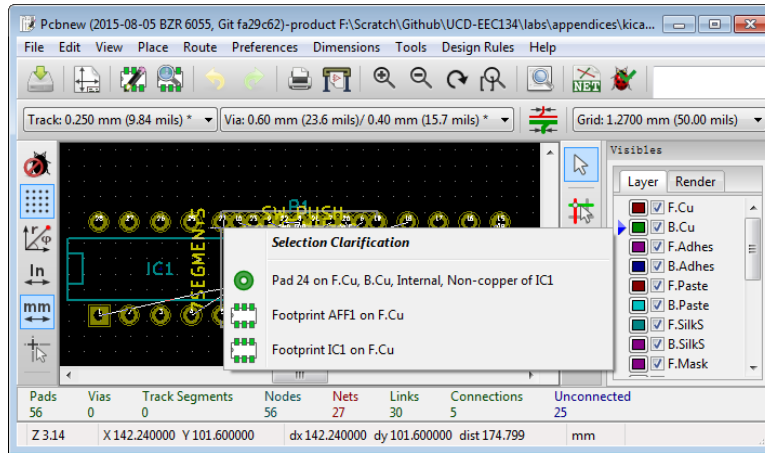 Pcbnew (2015-08-05 BZR 6055, Git fa29c62)-product F:\Scratch\Github\UCD-EEC134\labs\appendices\kica...
File Edit View Place Route Preferences Dimensions Tools Design Rules Help
NET
Track: 0.250 mm (9.84 mils) * Via: 0.60 mm (23.6 mils)/ 0.40 mm (15.7 mils) * Grid: 1.2700 mm (50.00 mils)
Visibles
Layer Render
F.Cu
B.Cu
F.Adhes
B.Adhes
F.Paste
B.Paste
F.SilkS
B.SilkS
F.Mask
In
mm
SW_PUSH
7SEGMENTS
IC1
Selection Clarification
Pad 24 on F.Cu, B.Cu, Internal, Non-copper of IC1
Footprint AFF1 on F.Cu
Footprint IC1 on F.Cu
Pads Vias Track Segments Nodes Nets Links Connections Unconnected
56 0 0 56 27 30 5 25
Z 3.14 X 142.240000 Y 101.600000 dx 142.240000 dy 101.600000 dist 174.799 mm